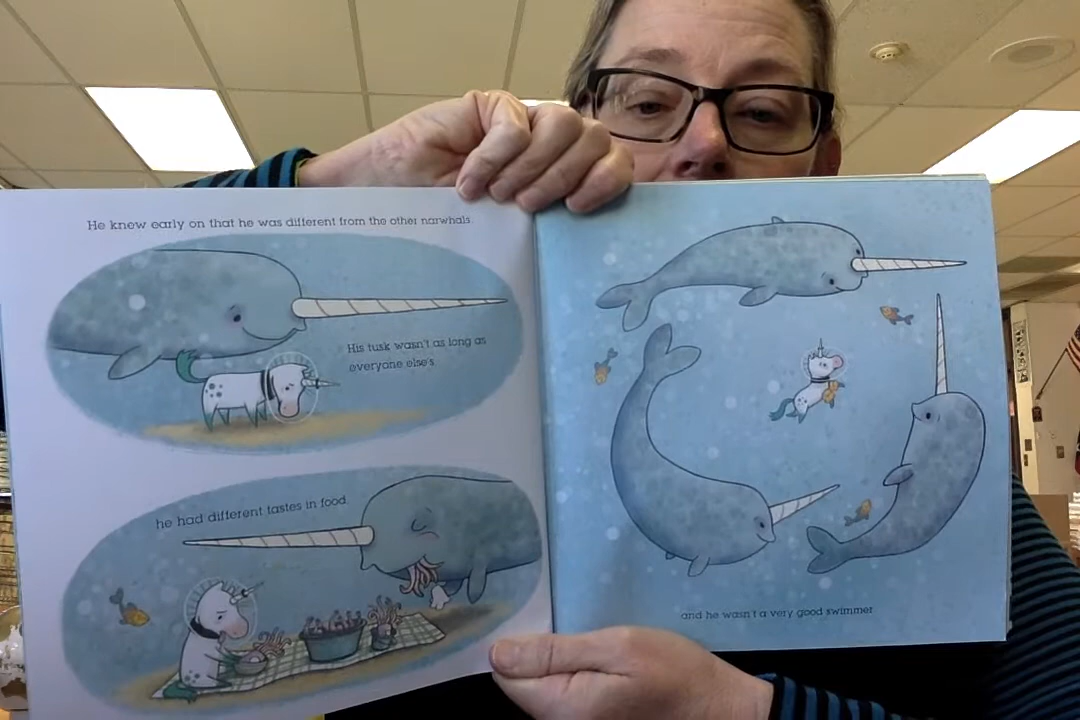 He knew early on that he was different from the other narwhals.
His tusk wasn't as long as
everyone else's
he had different tastes in food
and he wasn't a very good swimmer